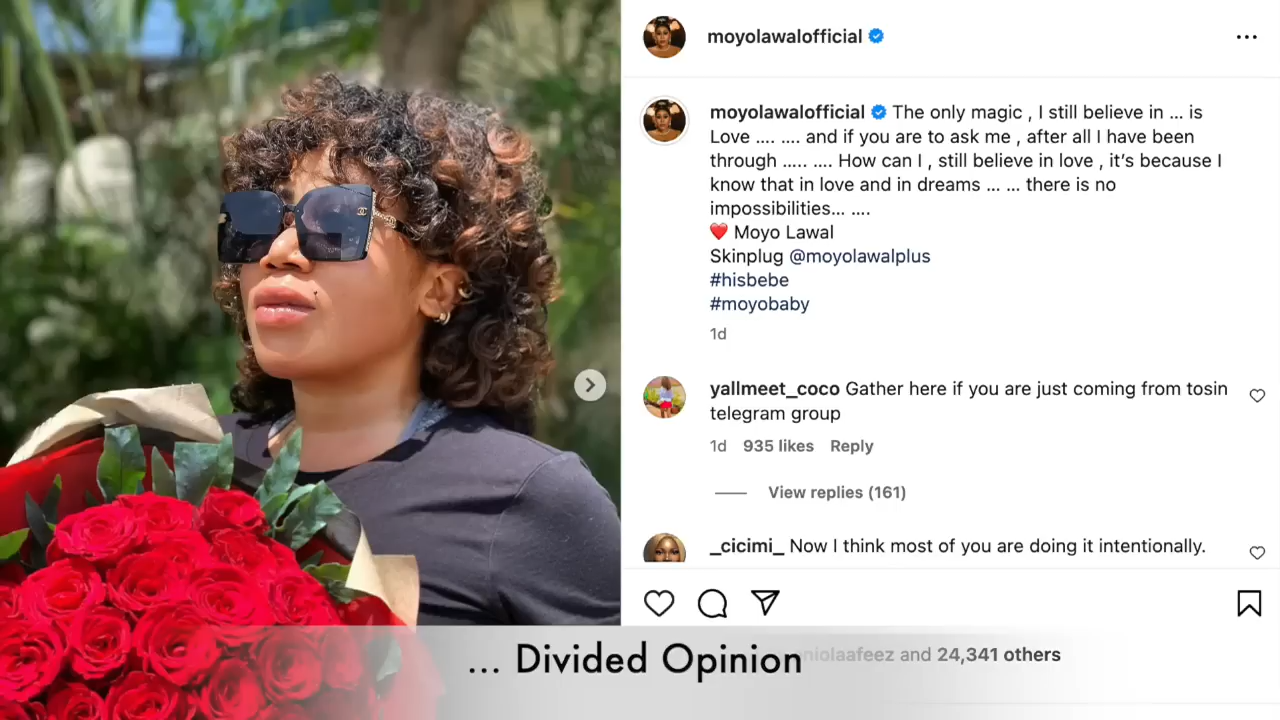 moyolawalofficial
moyolawalofficial The only magic , I still believe in ... is
Love .... .... and if you are to ask me , after all I have been
through ..... .... How can I , still believe in love , it's because I
know that in love and in dreams ... ... there is no
impossibilities... ....
❤️ Moyo Lawal
Skinplug @moyolawalplus
#hisbebe
#moyobaby
1d
yallmeet_coco Gather here if you are just coming from tosin
telegram group
1d 935 likes Reply
View replies (161)
_cicimi_ Now I think most of you are doing it intentionally.
and 24,341 others
... Divided Opinion